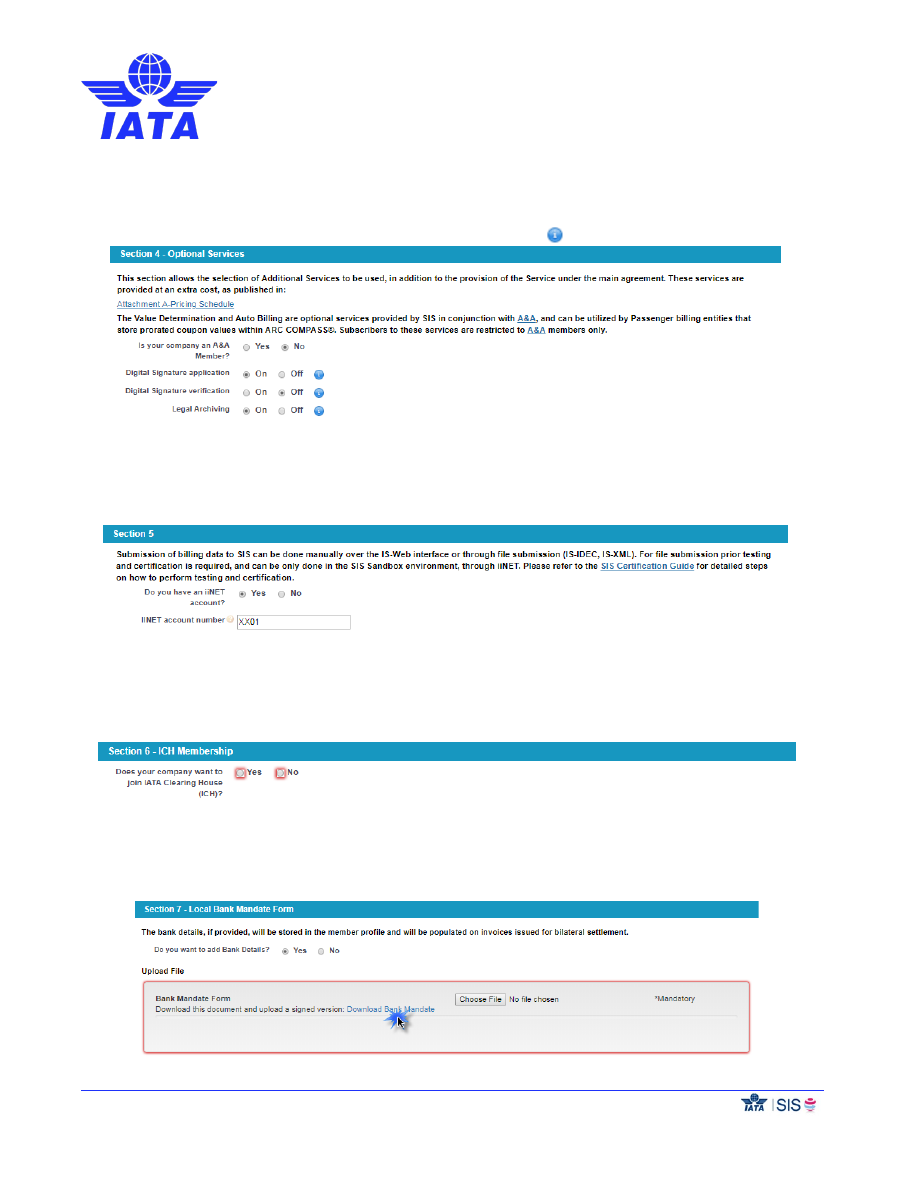 IATA
Section 4 - Optional Services
This section allows the selection of Additional Services to be used, in addition to the provision of the Service under the main agreement. These services are
provided at an extra cost, as published in:
Attachment A-Pricing Schedule
The Value Determination and Auto Billing are optional services provided by SIS in conjunction with A&A, and can be utilized by Passenger billing entities that
store prorated coupon values within ARC COMPASS®. Subscribers to these services are restricted to A&A members only.
Is your company an A&A Yes No
Member?
Digital Signature application On Off
Digital Signature verification On Off
Legal Archiving On Off
Section 5
Submission of billing data to SIS can be done manually over the IS-Web interface or through file submission (IS-IDEC, IS-XML). For file submission prior testing
and certification is required, and can be only done in the SIS Sandbox environment, through iiNET. Please refer to the SIS Certification Guide for detailed steps
on how to perform testing and certification.
Do you have an iiNET Yes No
account?
IINET account number XX01
Section 6 - ICH Membership
Does your company want to Yes No
join IATA Clearing House
(ICH)?
Section 7 - Local Bank Mandate Form
The bank details, if provided, will be stored in the member profile and will be populated on invoices issued for bilateral settlement.
Do you want to add Bank Details? Yes No
Upload File
Bank Mandate Form Choose File No file chosen *Mandatory
Download this document and upload a signed version: Download Bank Mandate
IATA SIS